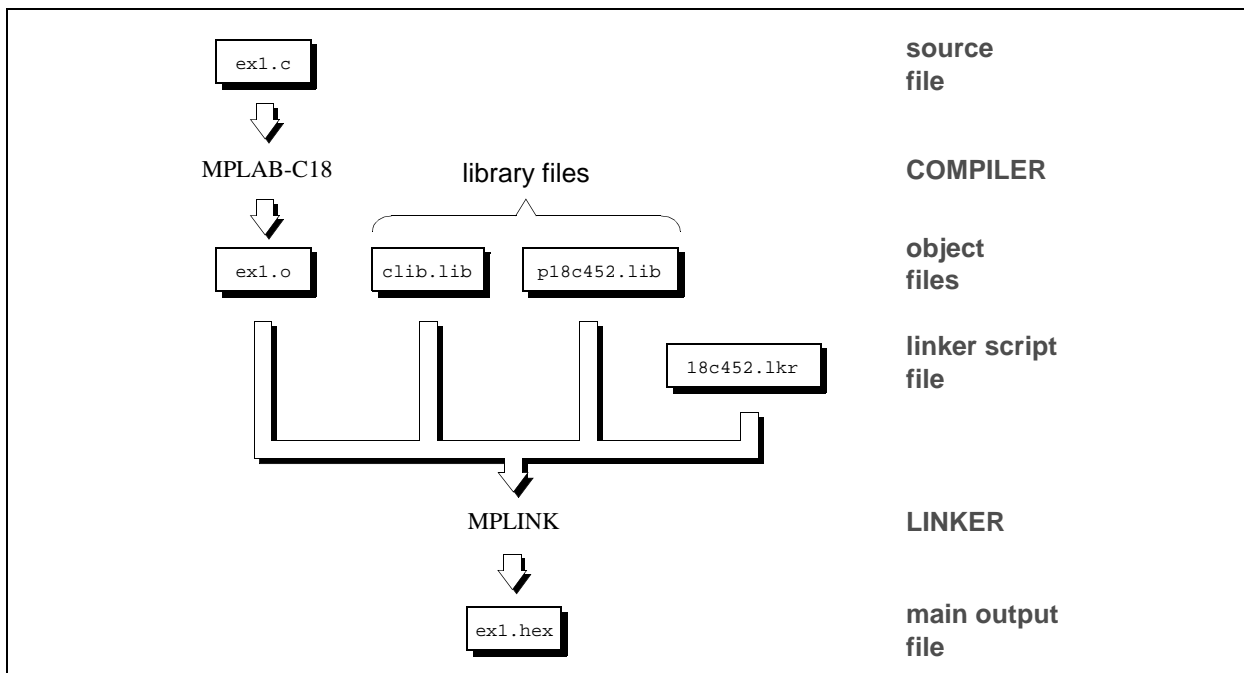 ex1.c
source
file
MPLAB-C18
library files
COMPILER
ex1.o
clib.lib
p18c452.lib
object
files
18c452.lkr
linker script
file
MPLINK
LINKER
ex1.hex
main output
file